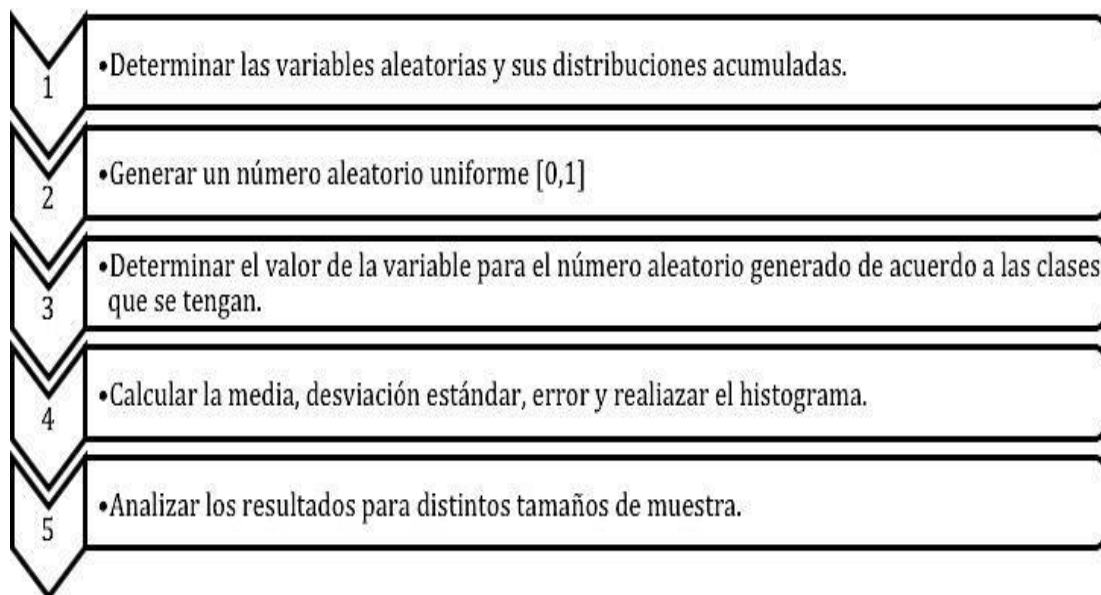 1
•Determinar las variables aleatorias y sus distribuciones acumuladas.
2
•Generar un número aleatorio uniforme [0,1]
3
•Determinar el valor de la variable para el número aleatorio generado de acuerdo a las clases
que se tengan.
4
•Calcular la media, desviación estándar, error y realiazar el histograma.
5
•Analizar los resultados para distintos tamaños de muestra.